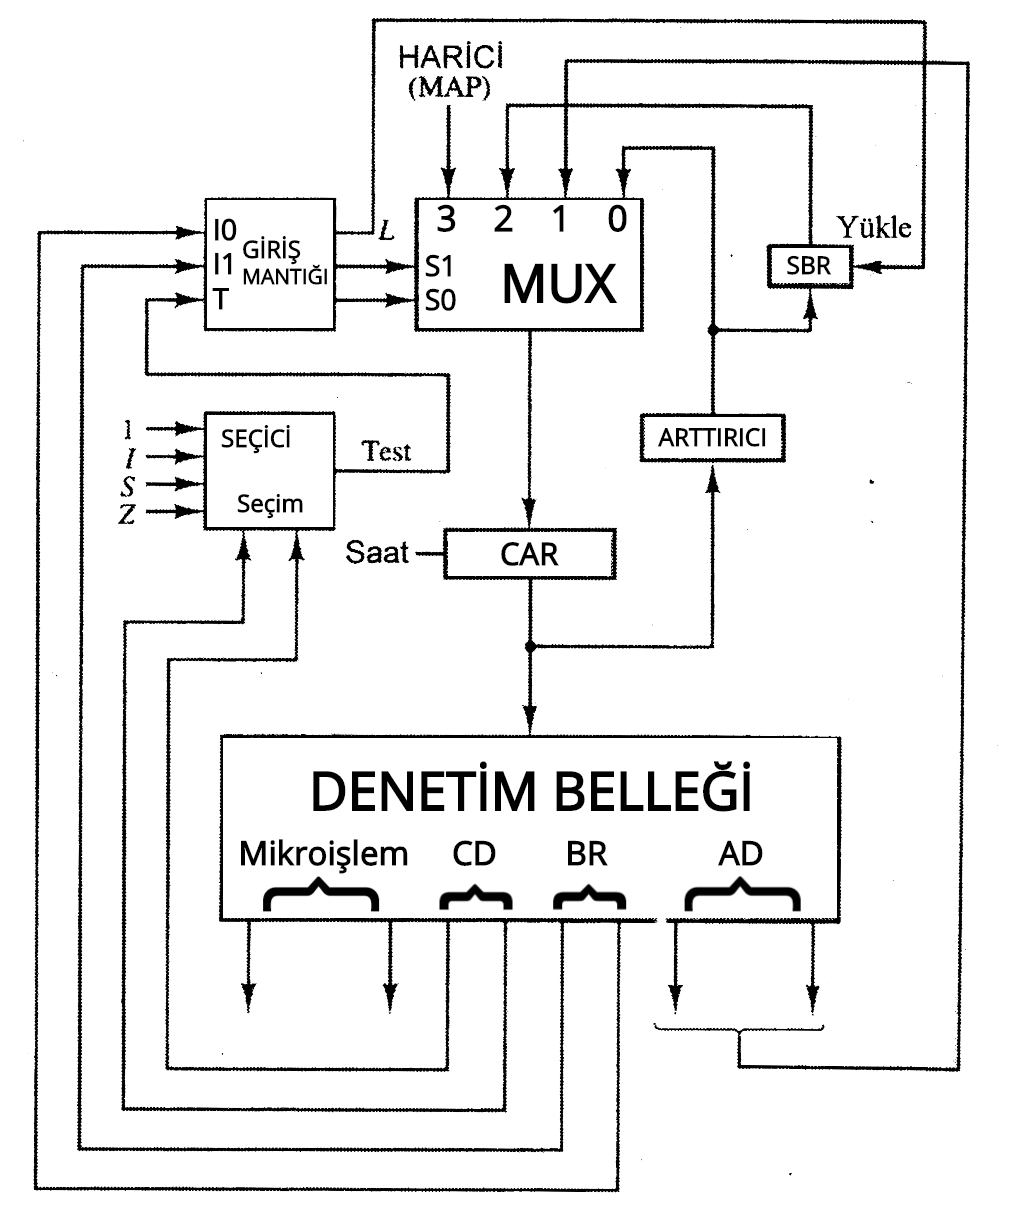 HARİCİ
(MAP)
3 2 1 0
I0
L
Yükle
GİRİŞ
I1
S1
MUX
SBR
MANTIĞI
T
S0
1
SEÇİCİ
ARTTIRICI
I
Test
S
Seçim
Z
Saat
CAR
DENETİM BELLEĞİ
Mikroişlem CD BR AD